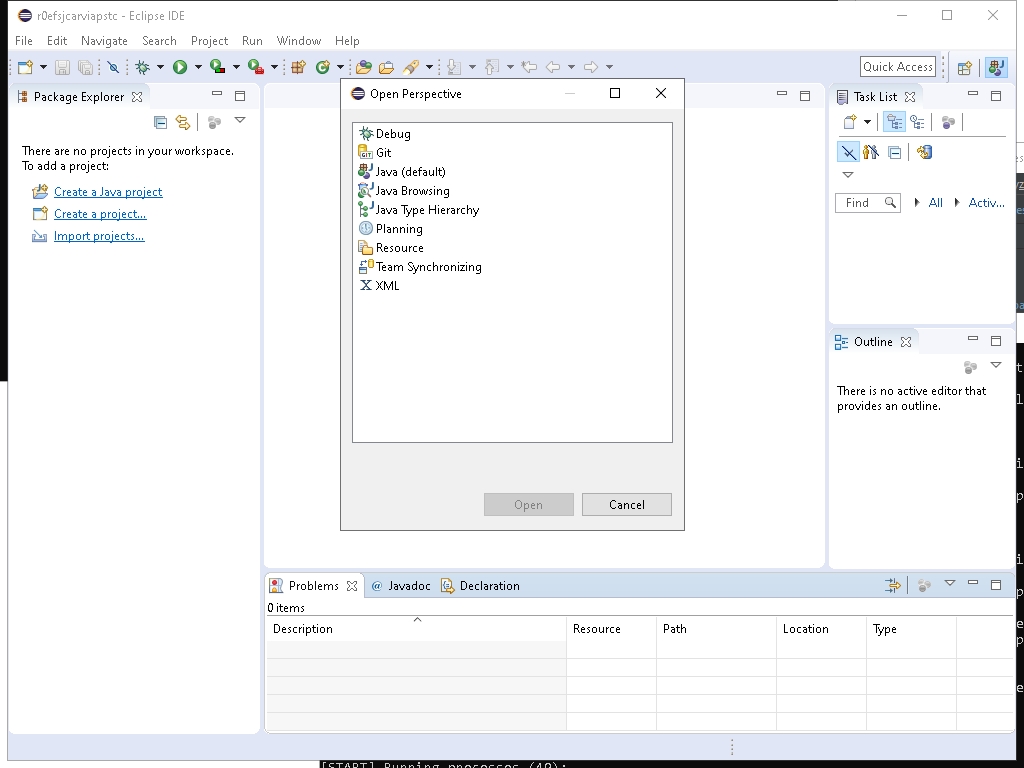 r0efsjcarviapstc - Eclipse IDE
File Edit Navigate Search Project Run Window Help
Quick Access
Package Explorer
There are no projects in your workspace.
To add a project:
Create a Java project
Create a project...
Import projects...
Open Perspective
Debug
GIT Git
Java (default)
Java Browsing
Java Type Hierarchy
Planning
Resource
Team Synchronizing
X XML
Open Cancel
Task List
Find All Activ...
Outline
There is no active editor that
provides an outline.
Problems @ Javadoc Declaration
0 items
Description Resource Path Location Type
[START] Running processes (49):